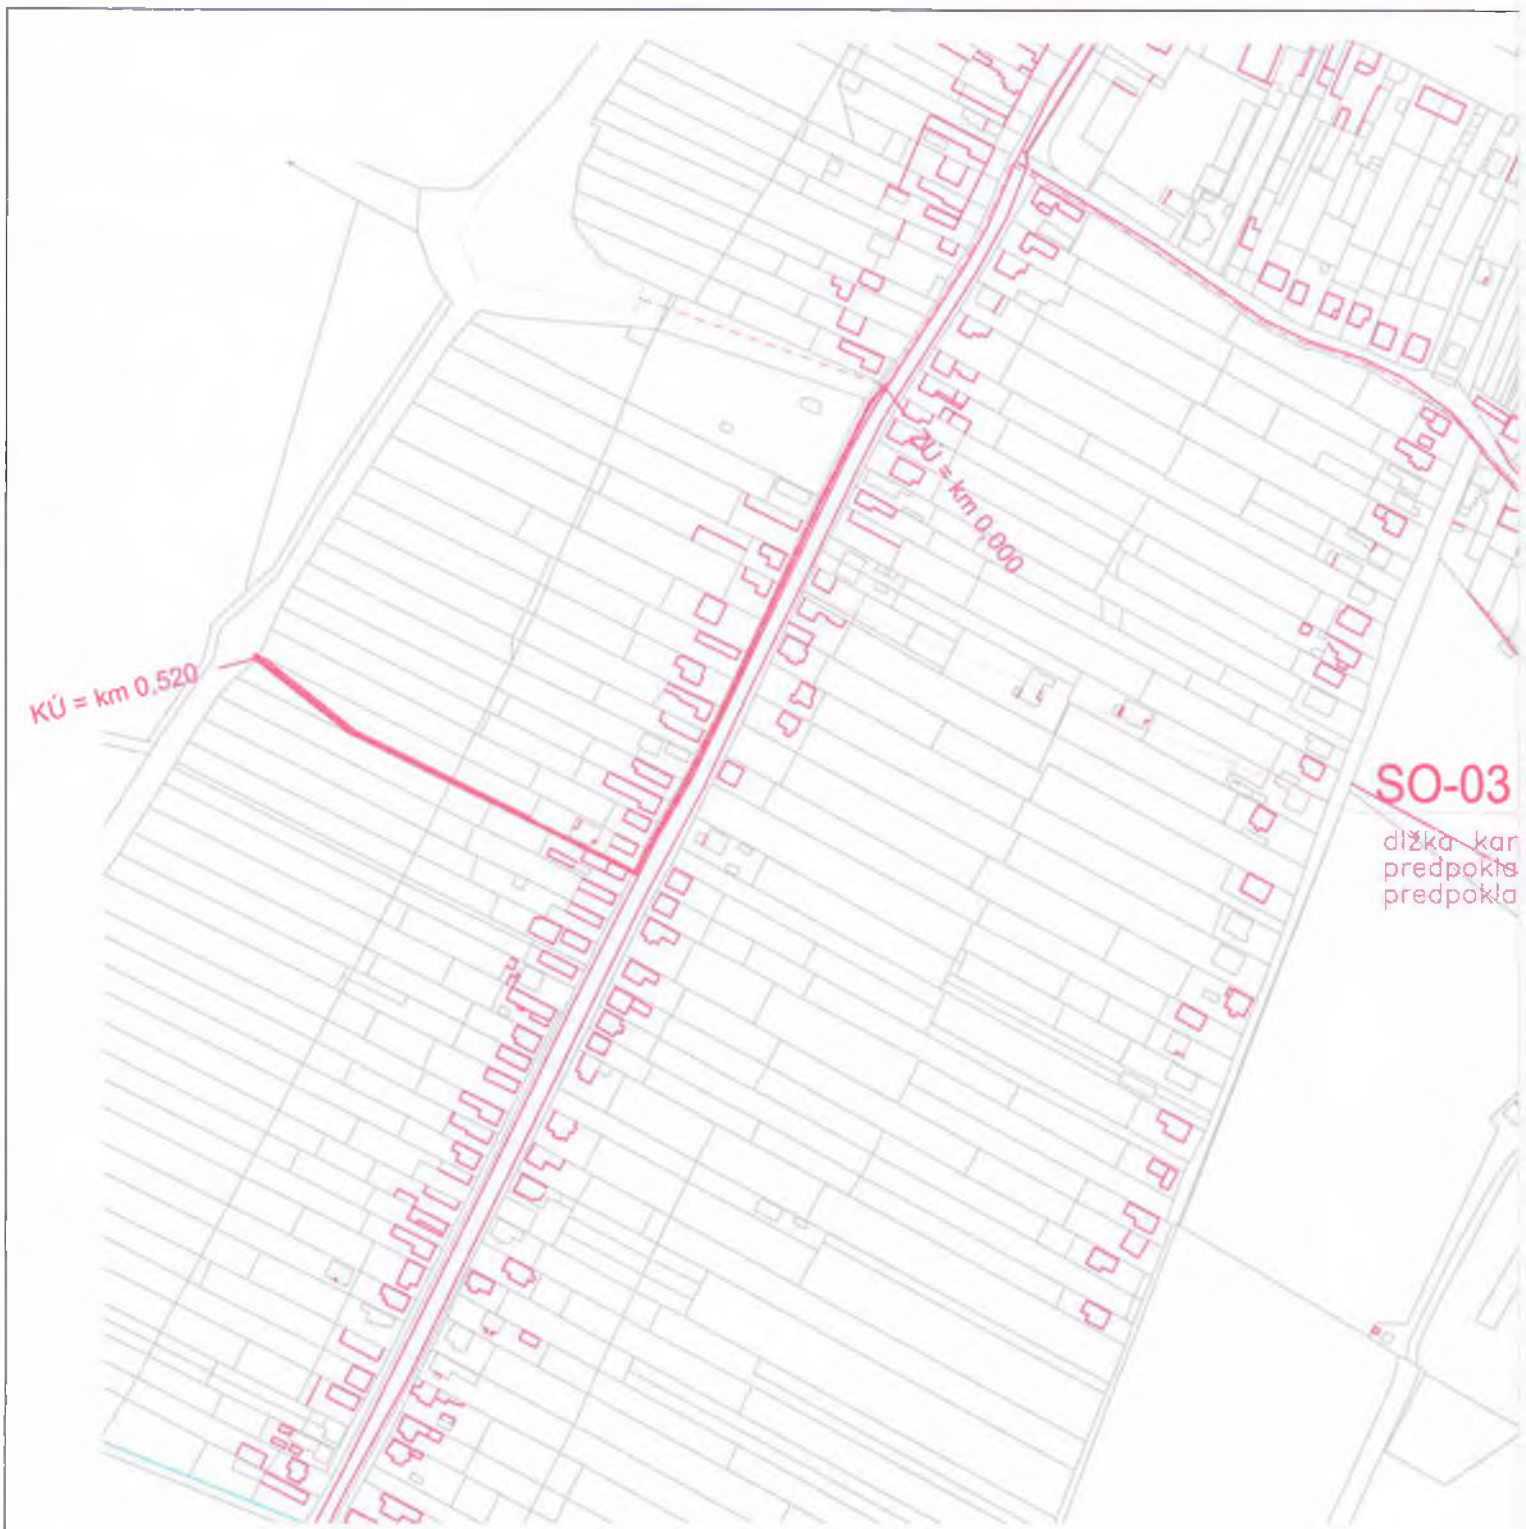 ZÚ = km 0,000
KÚ = km 0,520
SO-03
dĺžka kar
predpokla
predpokla